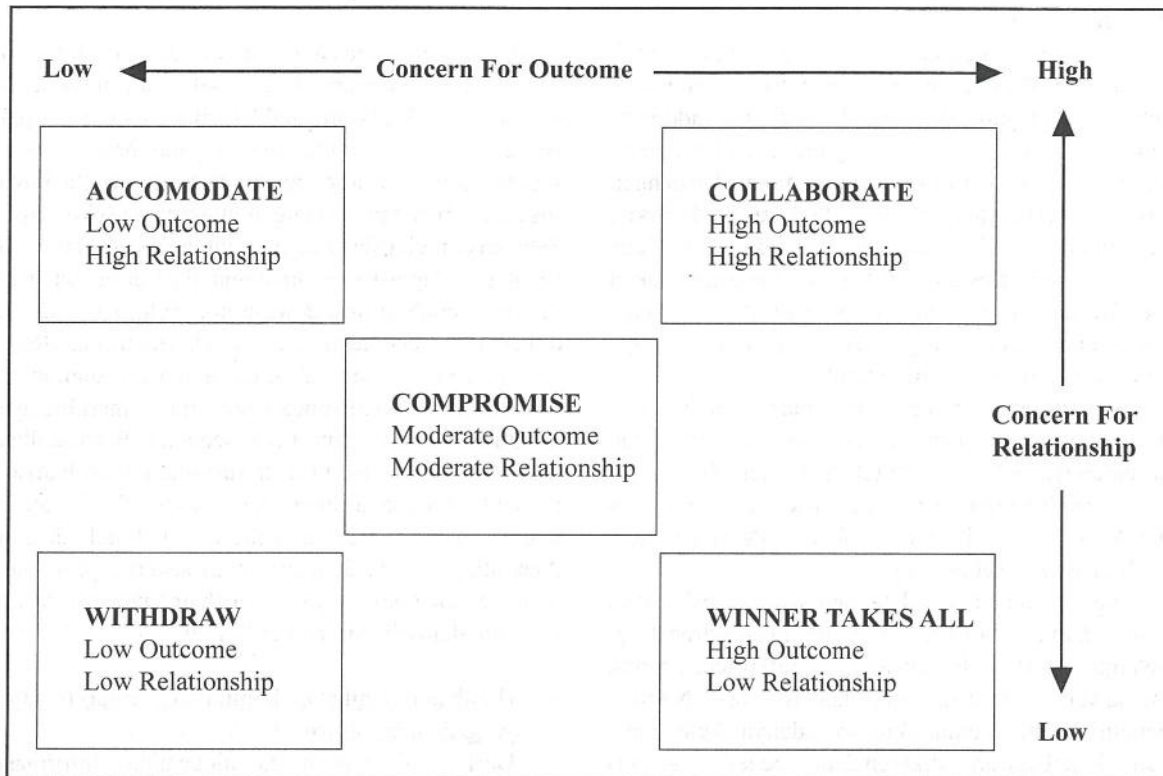 Low Concern For Outcome High
ACCOMODATE
Low Outcome
High Relationship
COLLABORATE
High Outcome
High Relationship
COMPROMISE
Moderate Outcome
Moderate Relationship
Concern For
Relationship
WITHDRAW
Low Outcome
Low Relationship
WINNER TAKES ALL
High Outcome
Low Relationship
Low